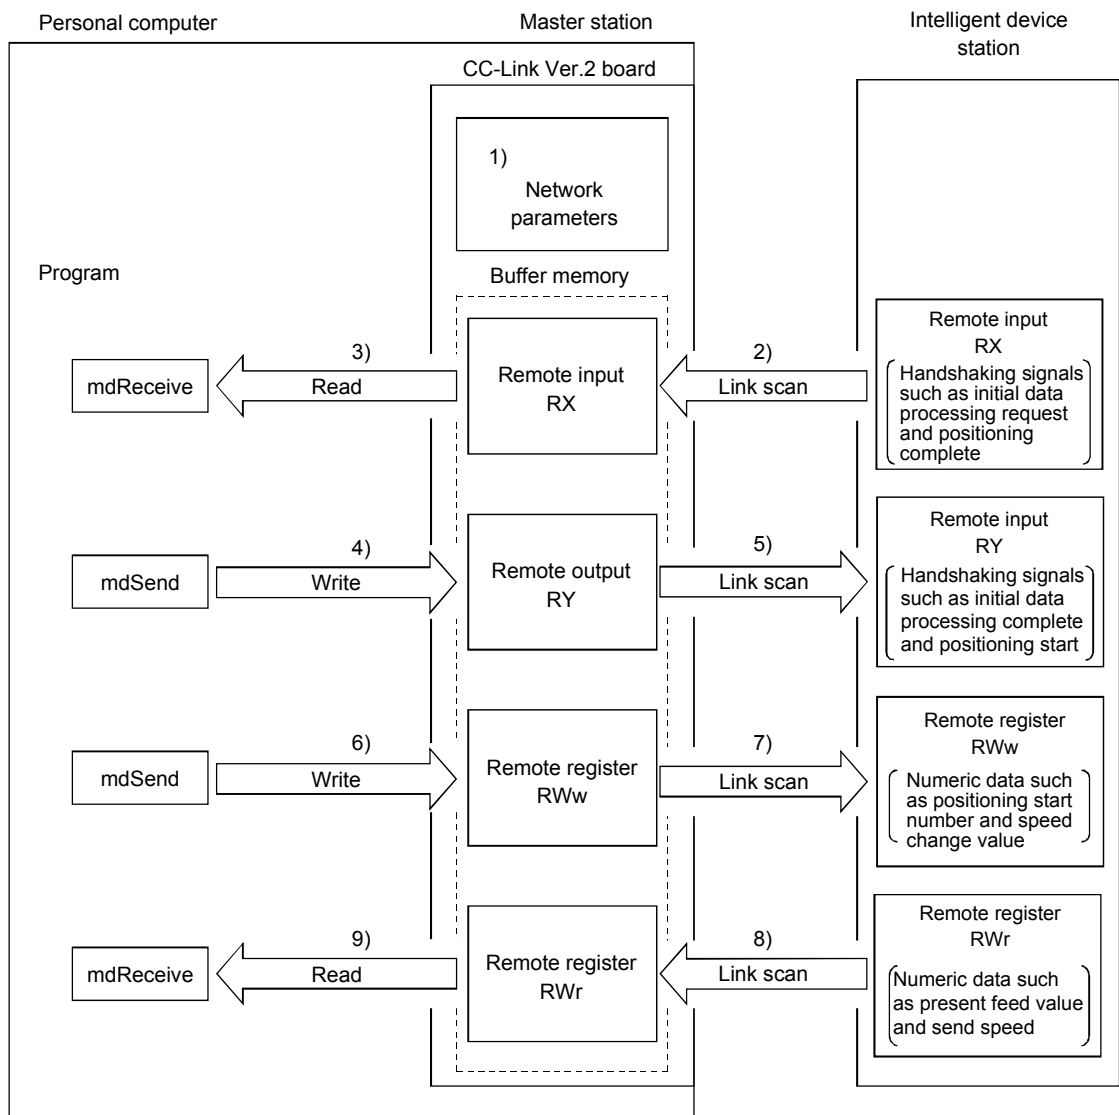 Personal computer
Master station
Intelligent device
station
CC-Link Ver.2 board
1)
Network
parameters
Program
Buffer memory
mdReceive
3)
Read
Remote input
RX
2)
Link scan
Remote input
RX
Handshaking signals
such as initial data
processing request
and positioning
complete
mdSend
4)
Write
Remote output
RY
5)
Link scan
Remote input
RY
Handshaking signals
such as initial data
processing complete
and positioning start
mdSend
6)
Write
Remote register
RWw
7)
Link scan
Remote register
RWw
Numeric data such
as positioning start
number and speed
change value
mdReceive
9)
Read
Remote register
RWr
8)
Link scan
Remote register
RWr
Numeric data such
as present feed value
and send speed